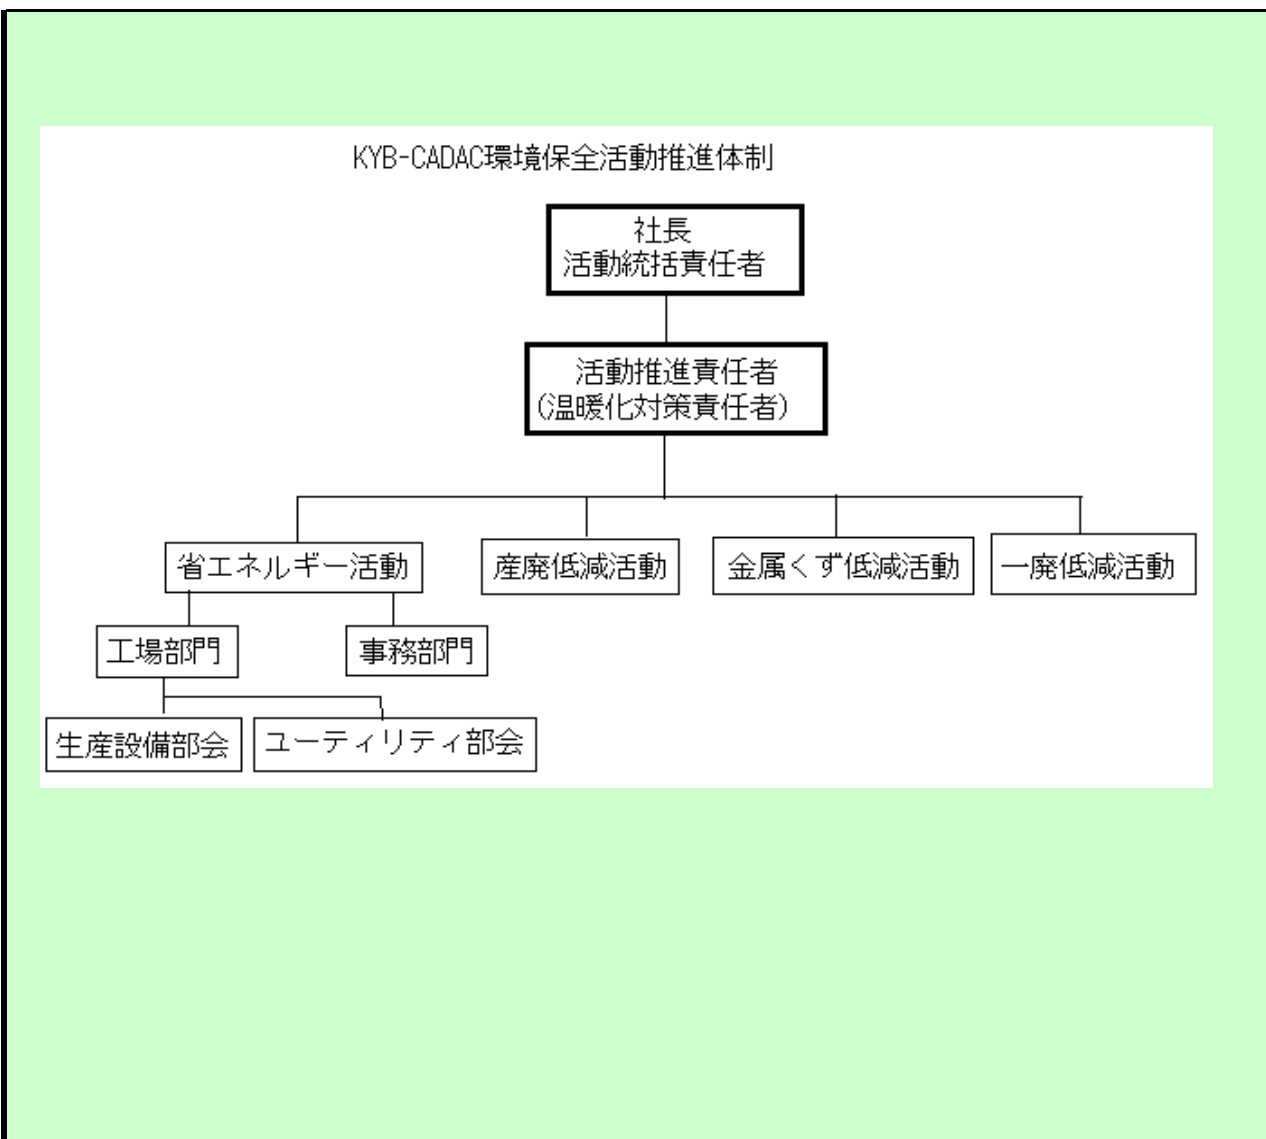 KYB-CADAC環境保全活動推進体制
社長
活動統括責任者
活動推進責任者
(温暖化対策責任者)
省エネルギー活動
産廃低減活動
金属くず低減活動
一廃低減活動
工場部門
事務部門
生産設備部会
ユーティリティ部会